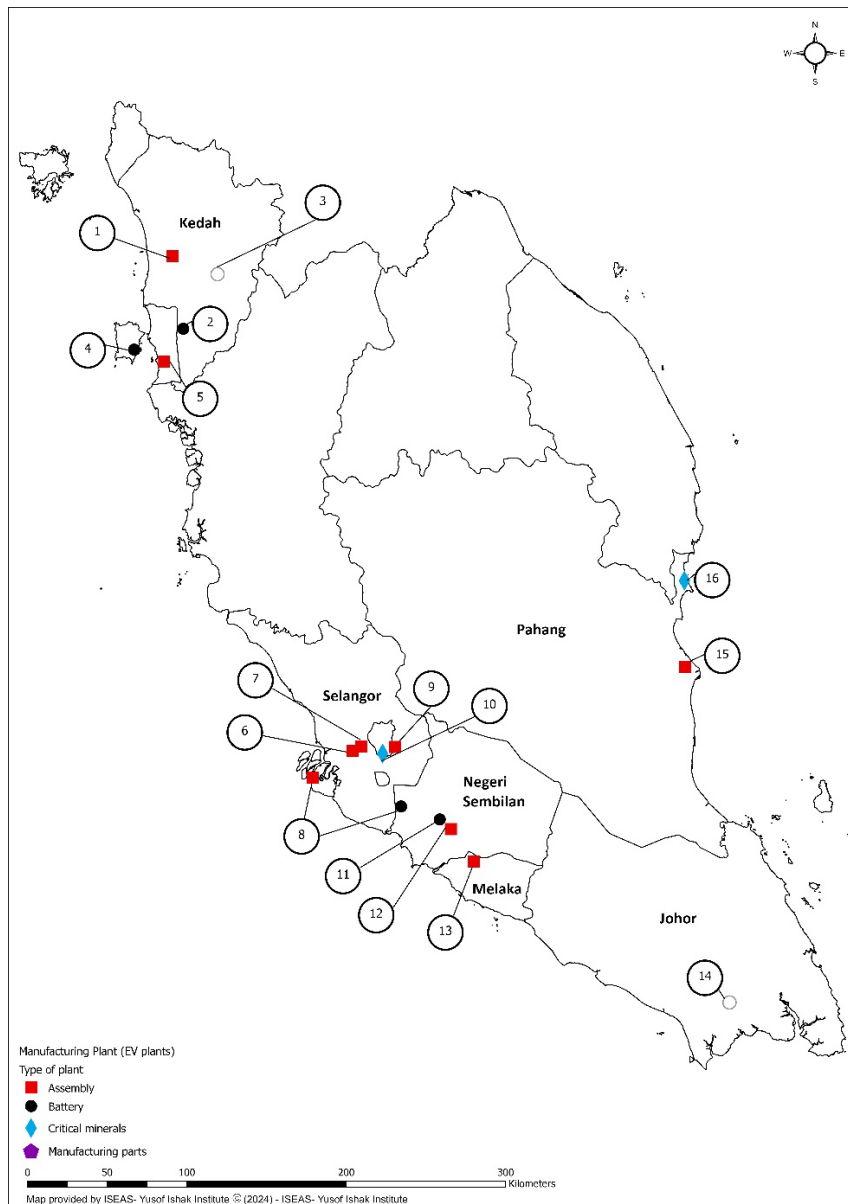 N
W E
S
3
Kedah
1
2
4
5
16
Pahang
15
7
9
Selangor
10
6
Negeri
Sembilan
8
11
Melaka
12
13
Johor
14
Manufacturing Plant (EV plants)
Type of plant
Assembly
Battery
Critical minerals
Manufacturing parts
0 50 100 200 300
Kilometers
Map provided by ISEAS- Yusof Ishak Institute © (2024) - ISEAS- Yusof Ishak Institute